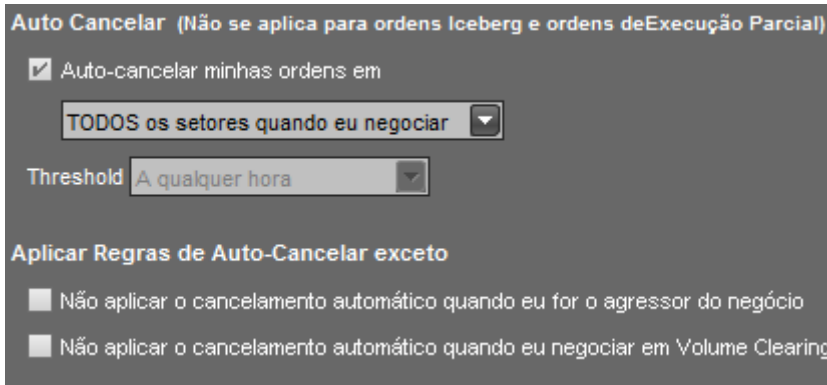 Auto Cancelar (Não se aplica para ordens Iceberg e ordens deExecução Parcial)
Auto-cancelar minhas ordens em
TODOS os setores quando eu negociar
Threshold A qualquer hora
Aplicar Regras de Auto-Cancelar exceto
Não aplicar o cancelamento automático quando eu for o agressor do negócio
Não aplicar o cancelamento automático quando eu negociar em Volume Clearing